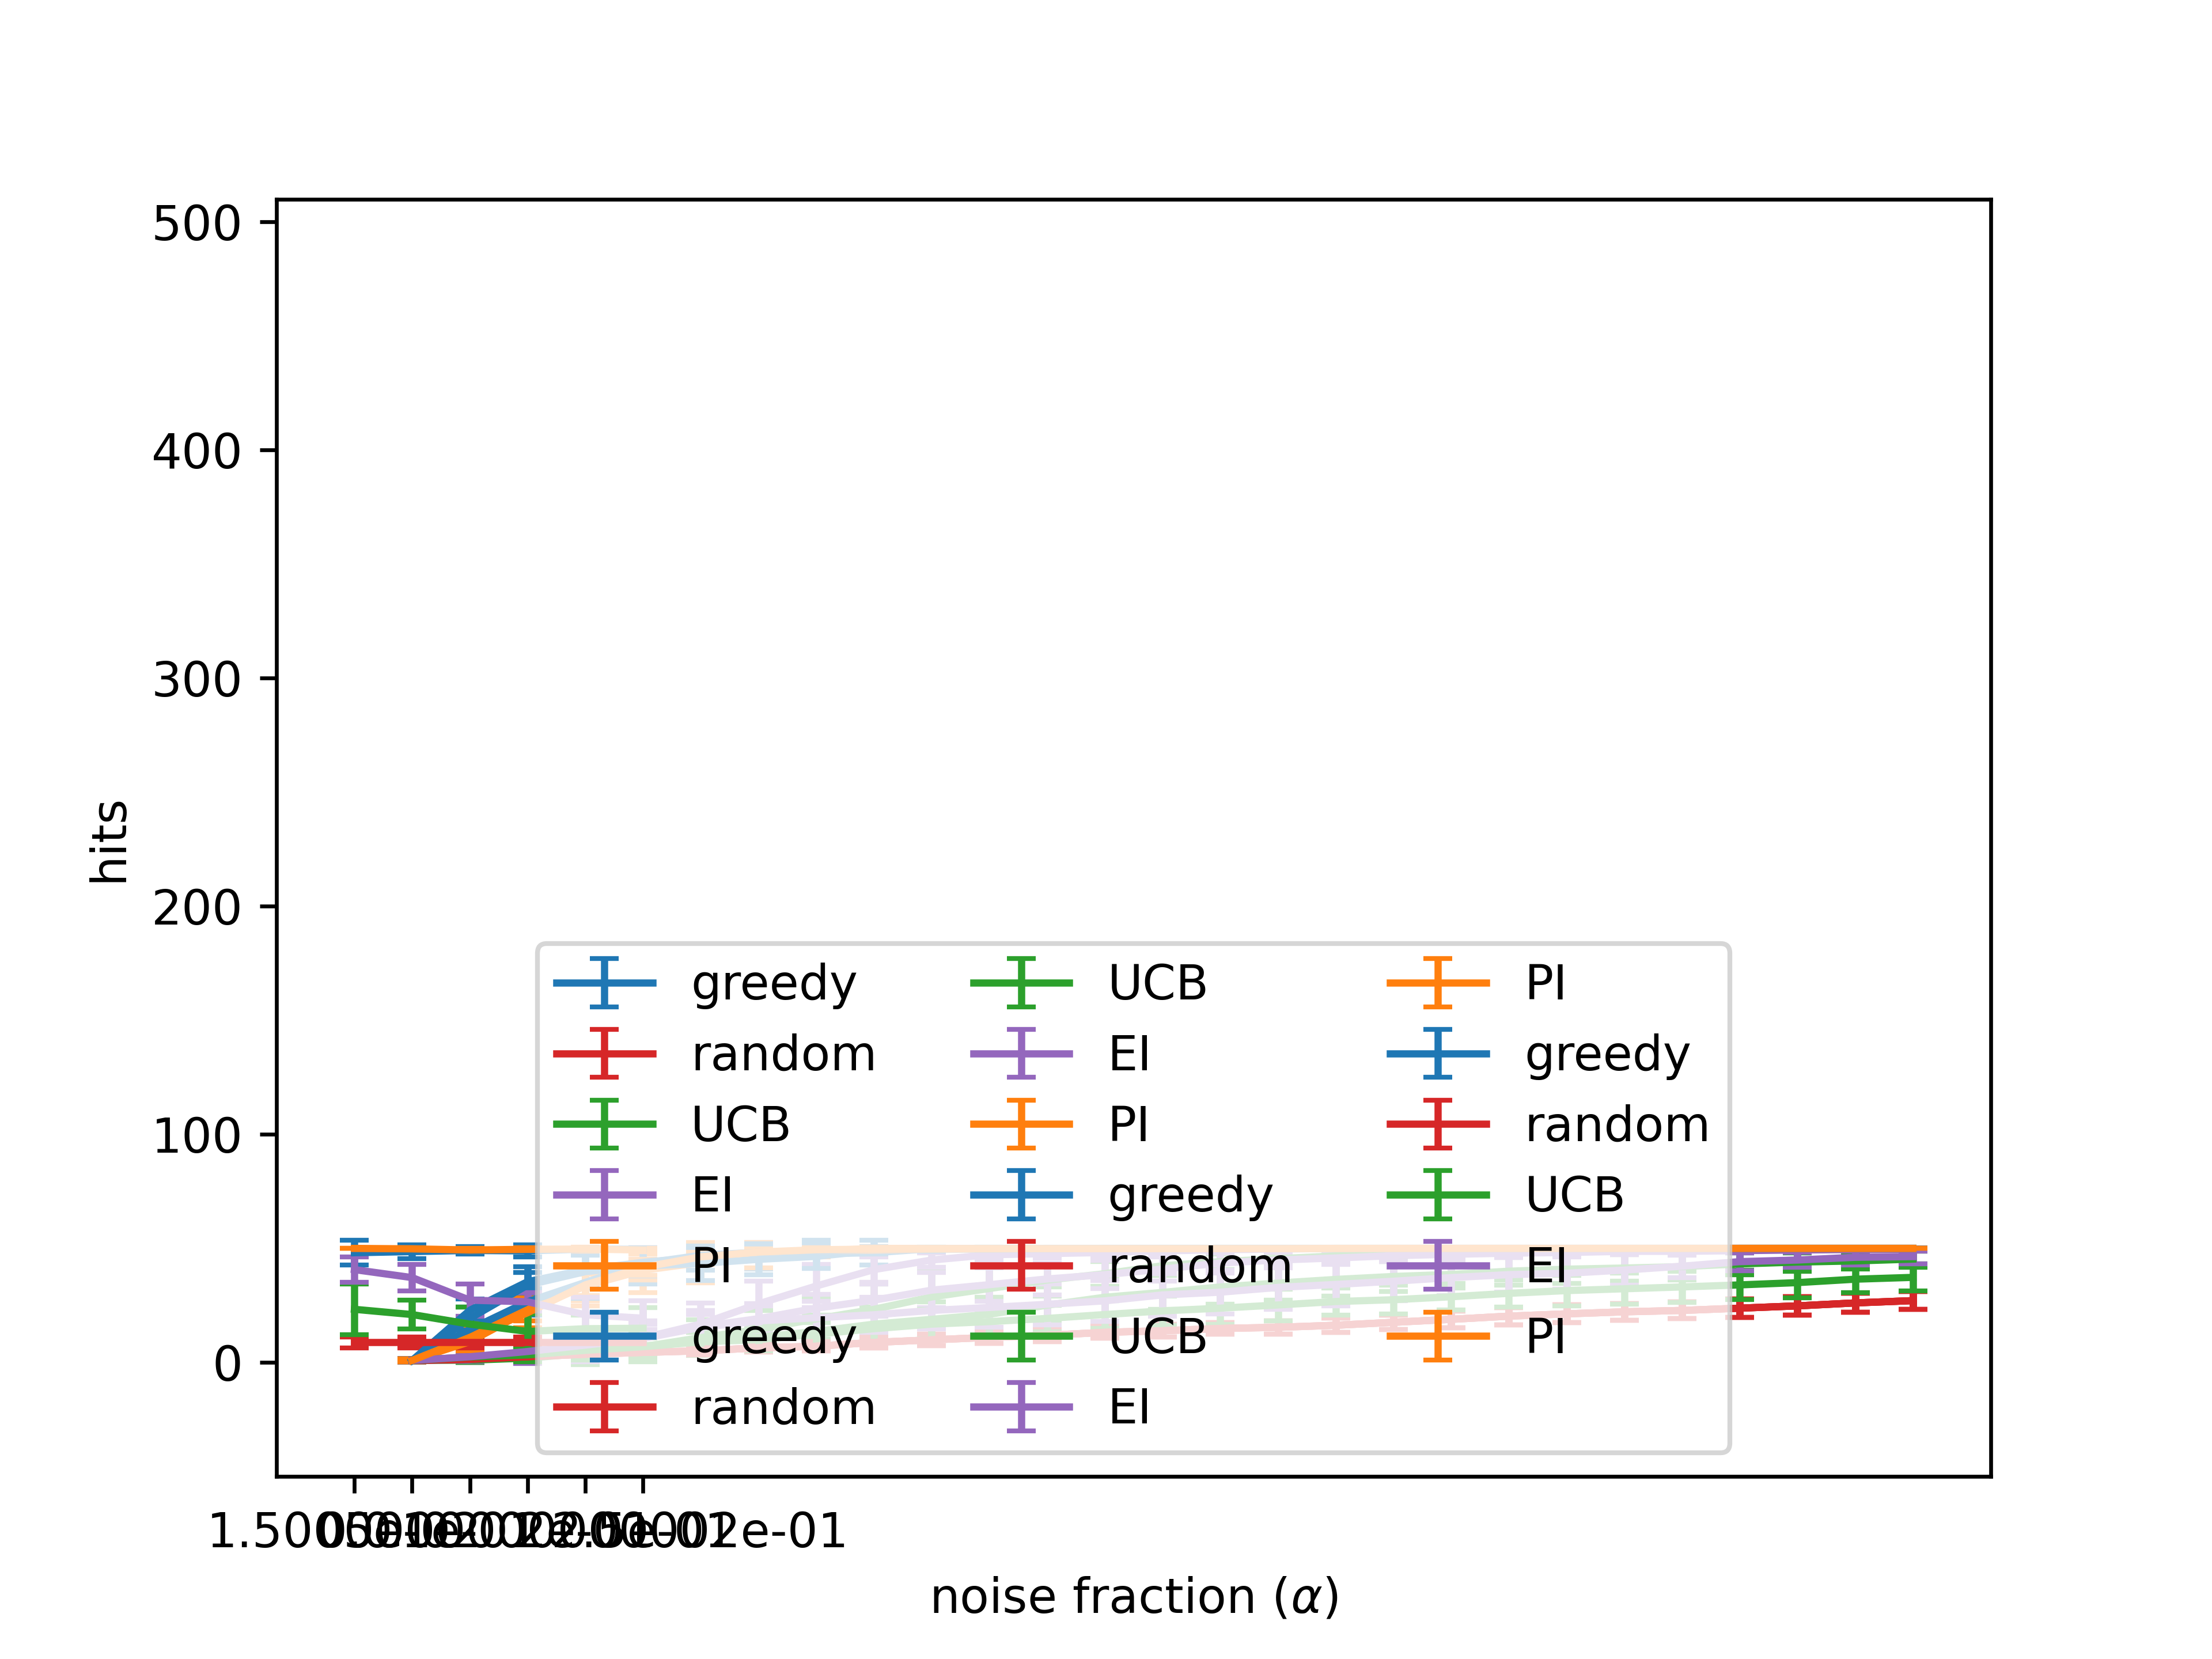 500
400
300
200
100
0
hits
greedy
random
UCB
EI
PI
greedy
random
UCB
EI
PI
greedy
random
UCB
EI
PI
greedy
random
UCB
EI
PI
noise fraction (α)